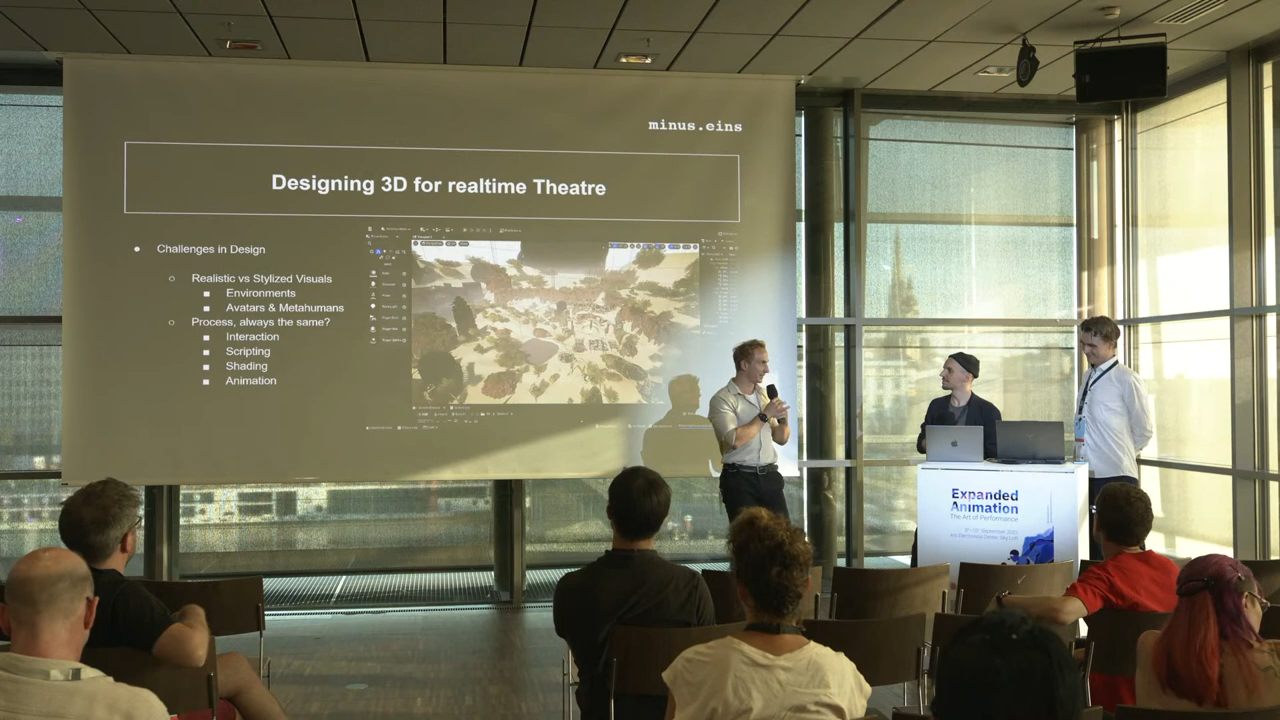 minus.eins
Designing 3D for realtime Theatre
Challenges in Design
Realistic vs Stylized Visuals
Environments
Avatars & Metahumans
Process, always the same?
Interaction
Scripting
Shading
Animation
Expanded
Animation
The Art of Performance